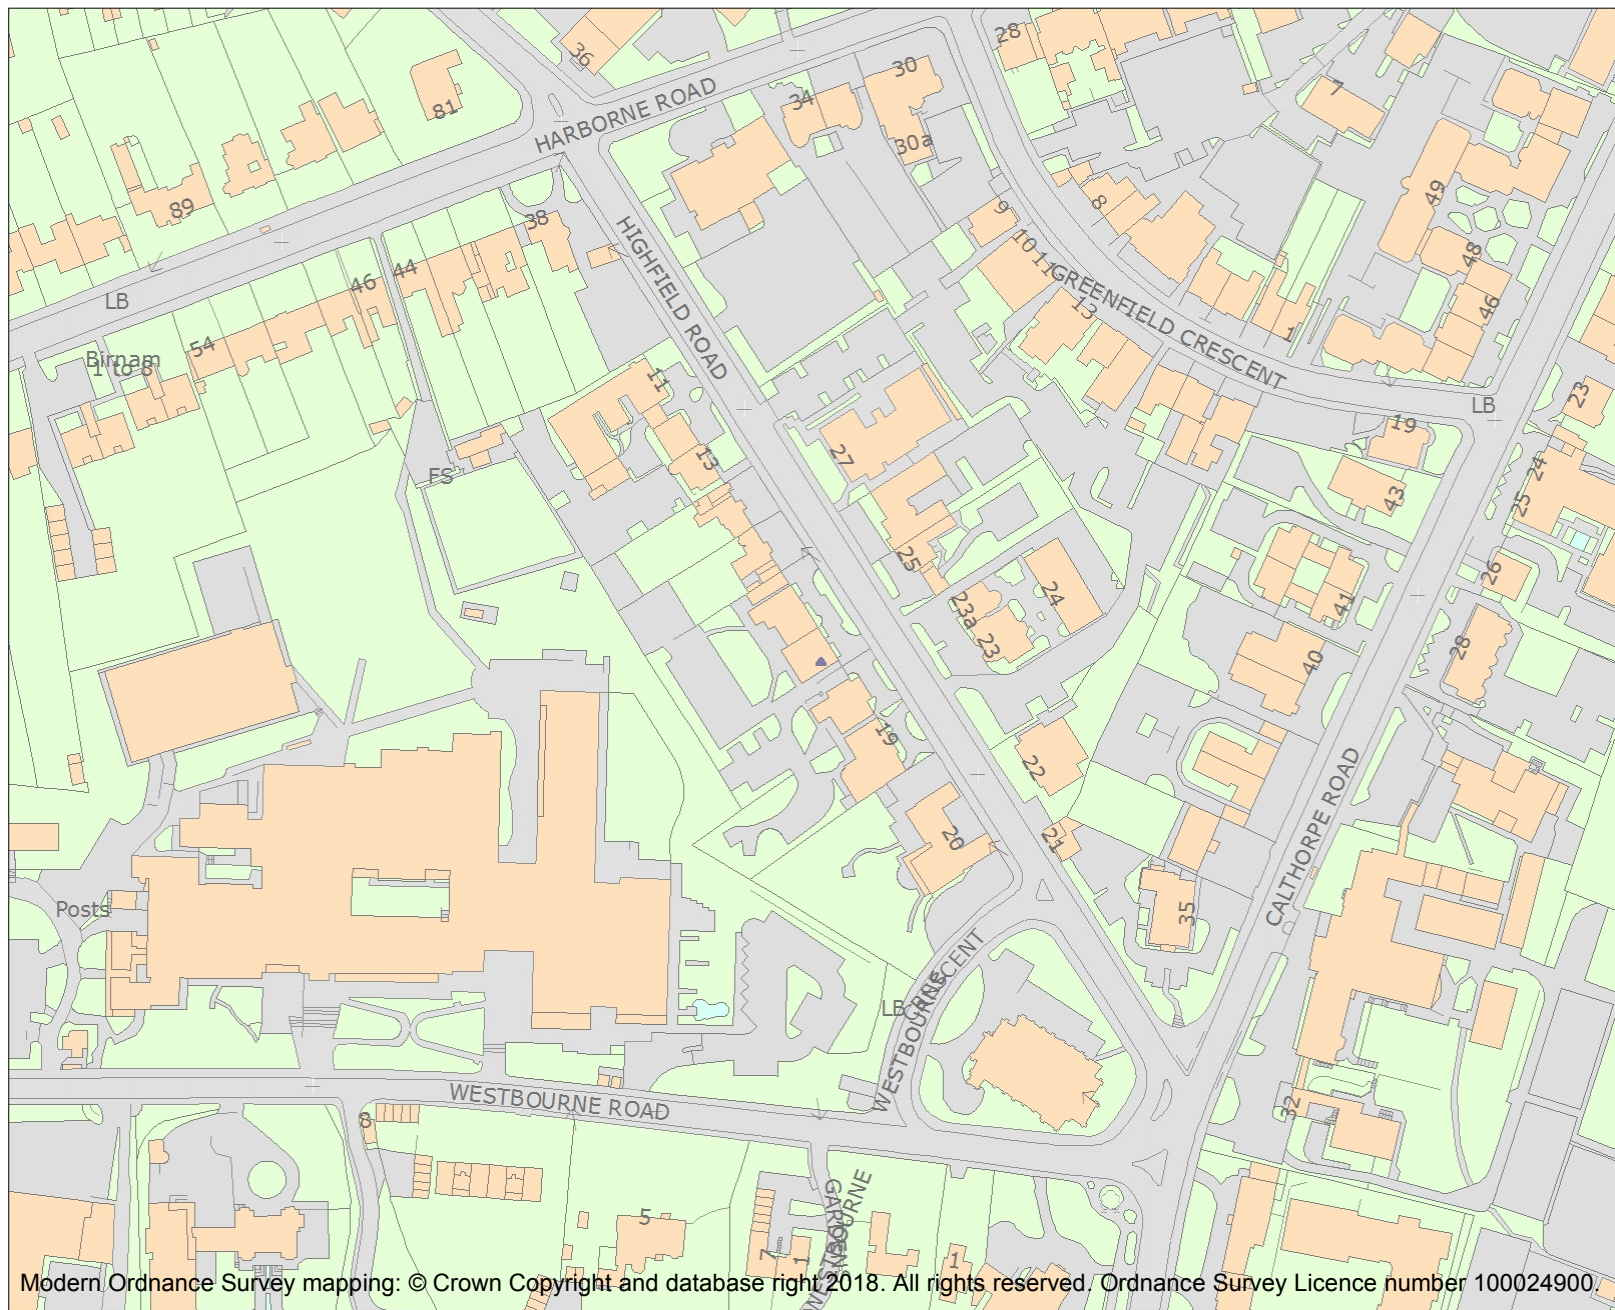 28
36
HARBORNE ROAD
30
7
34
81
30a
49
89
38
9
8
HIGHFIELD ROAD
10
11
48
44
46
GREENFIELD CRESCENT
LB
13
46
1
54
Birnam
1 to 8
11
LB
23
19
27
13
24
FS
43
25
25
26
24
41
23a
23
28
40
19
22
CALTHORPE ROAD
20
21
Posts
35
WESTBOURNE CRESCENT
LB
WESTBOURNE ROAD
32
8
WESTBOURNE GARDENS
5
7
1
1
Modern Ordnance Survey mapping: © Crown Copyright and database right 2018. All rights reserved. Ordnance Survey Licence number 100024900.